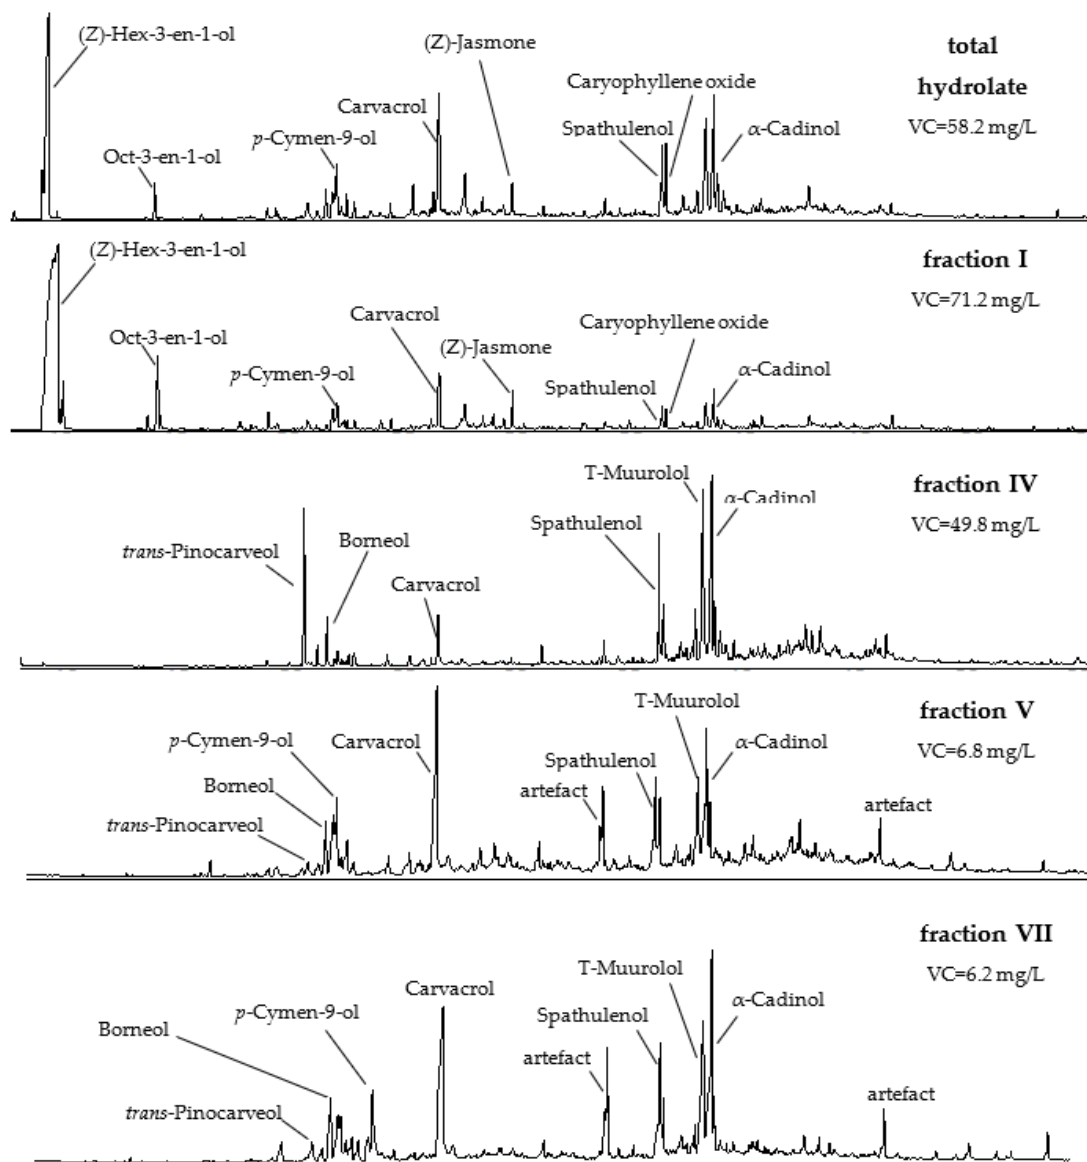 (Z)-Hex-3-en-1-ol
Oct-3-en-1-ol
p-Cymen-9-ol
Carvacrol
(Z)-Jasmone
Caryophyllene oxide
Spathulenol
α-Cadinol
total
hydrolate
VC=58.2 mg/L
(Z)-Hex-3-en-1-ol
Oct-3-en-1-ol
p-Cymen-9-ol
Carvacrol
(Z)-Jasmone
Caryophyllene oxide
Spathulenol
α-Cadinol
fraction I
VC=71.2 mg/L
trans-Pinocarveol
Borneol
Carvacrol
Spathulenol
T-Muurolol
α-Cadinol
fraction IV
VC=49.8 mg/L
trans-Pinocarveol
Borneol
p-Cymen-9-ol
Carvacrol
artefact
Spathulenol
T-Muurolol
α-Cadinol
artefact
fraction V
VC=6.8 mg/L
trans-Pinocarveol
Borneol
p-Cymen-9-ol
Carvacrol
artefact
Spathulenol
T-Muurolol
α-Cadinol
artefact
fraction VII
VC=6.2 mg/L